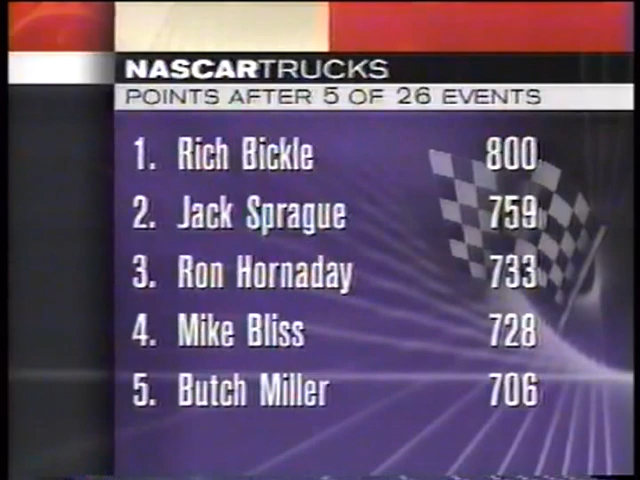 NASCARTRUCKS
POINTS AFTER 5 OF 26 EVENTS
1. Rich Bickle 800
2. Jack Sprague 759
3. Ron Hornaday 733
4. Mike Bliss 728
5. Butch Miller 706